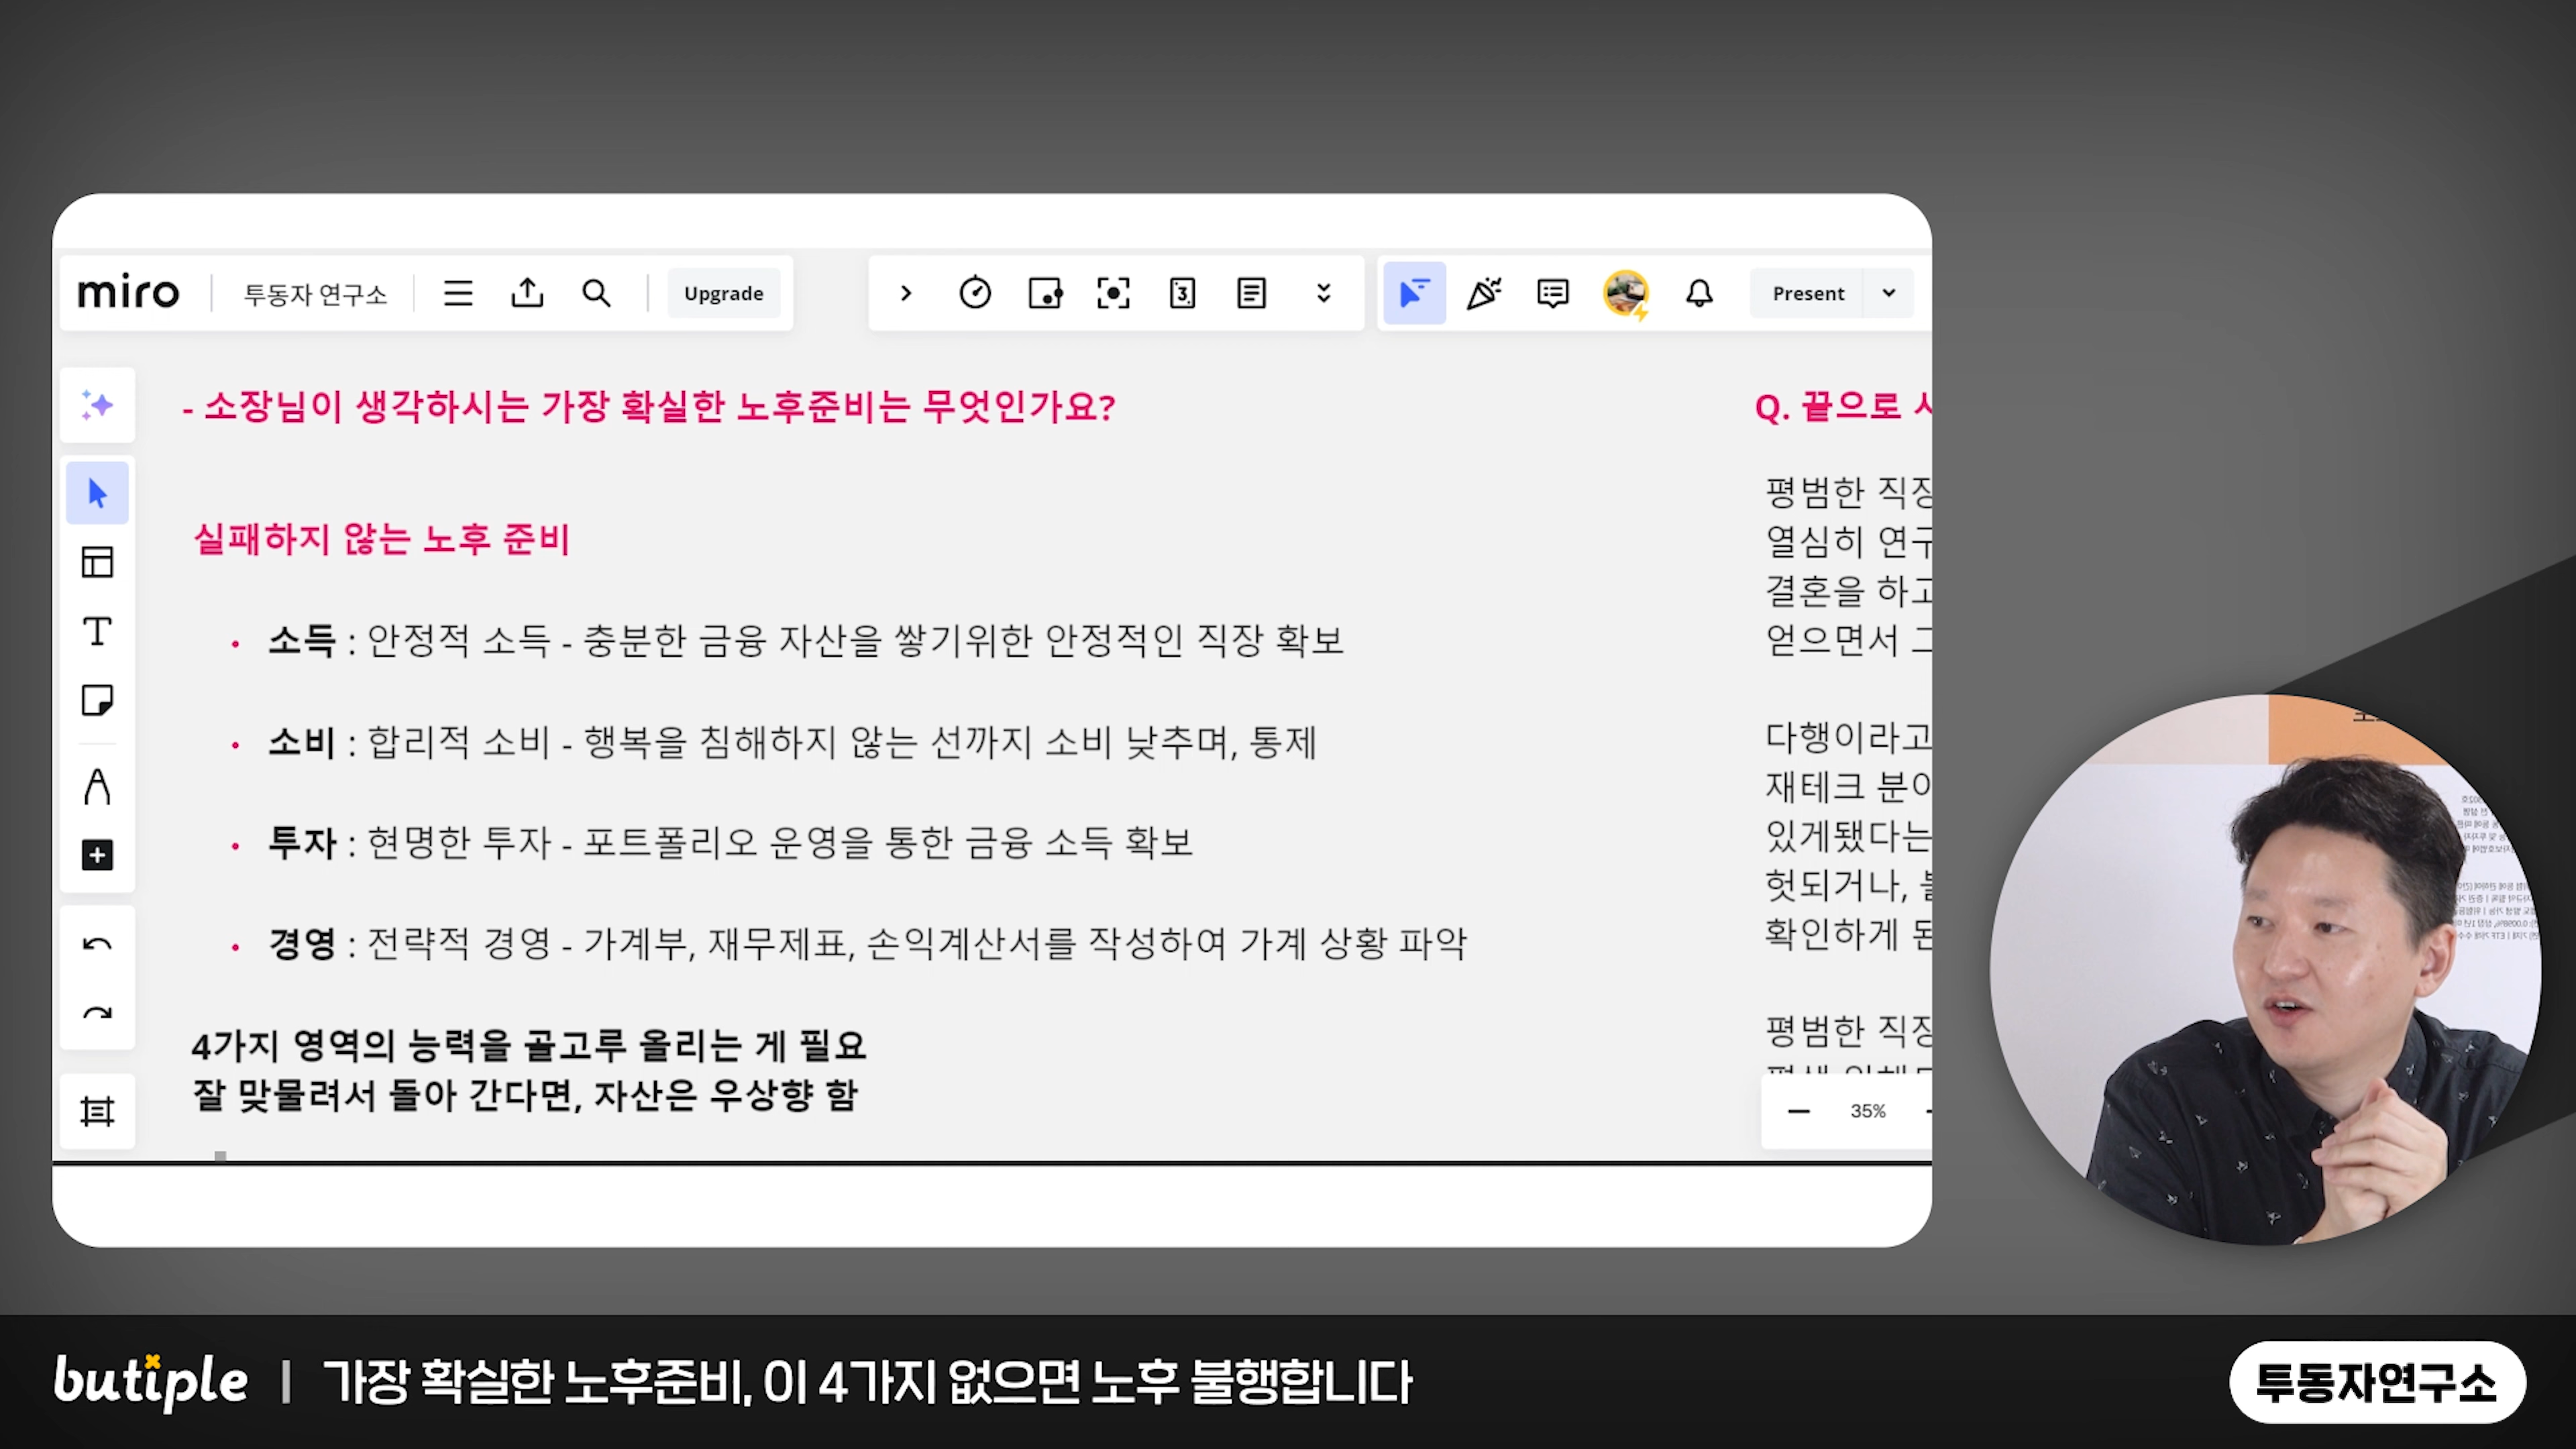 miro
투동자 연구소
Upgrade
3
Present
- 소장님이 생각하시는 가장 확실한 노후준비는 무엇인가요?
실패하지 않는 노후 준비
• 소득 : 안정적 소득 - 충분한 금융 자산을 쌓기위한 안정적인 직장 확보
• 소비 : 합리적 소비 - 행복을 침해하지 않는 선까지 소비 낮추며, 통제
• 투자 : 현명한 투자 - 포트폴리오 운영을 통한 금융 소득 확보
• 경영 : 전략적 경영 - 가계부, 재무제표, 손익계산서를 작성하여 가계 상황 파악
4가지 영역의 능력을 골고루 올리는 게 필요
잘 맞물려서 돌아 간다면, 자산은 우상향 함
Q. 끝으로
평범한 직장
열심히 연구
결혼을 하고
얻으면서 그
다행이라고
재테크
있게됐다는
헛되거나,
확인하게 된
평범한 직장
35%
butiple | 가장 확실한 노후준비, 이 4가지 없으면 노후 불행합니다
투동자연구소